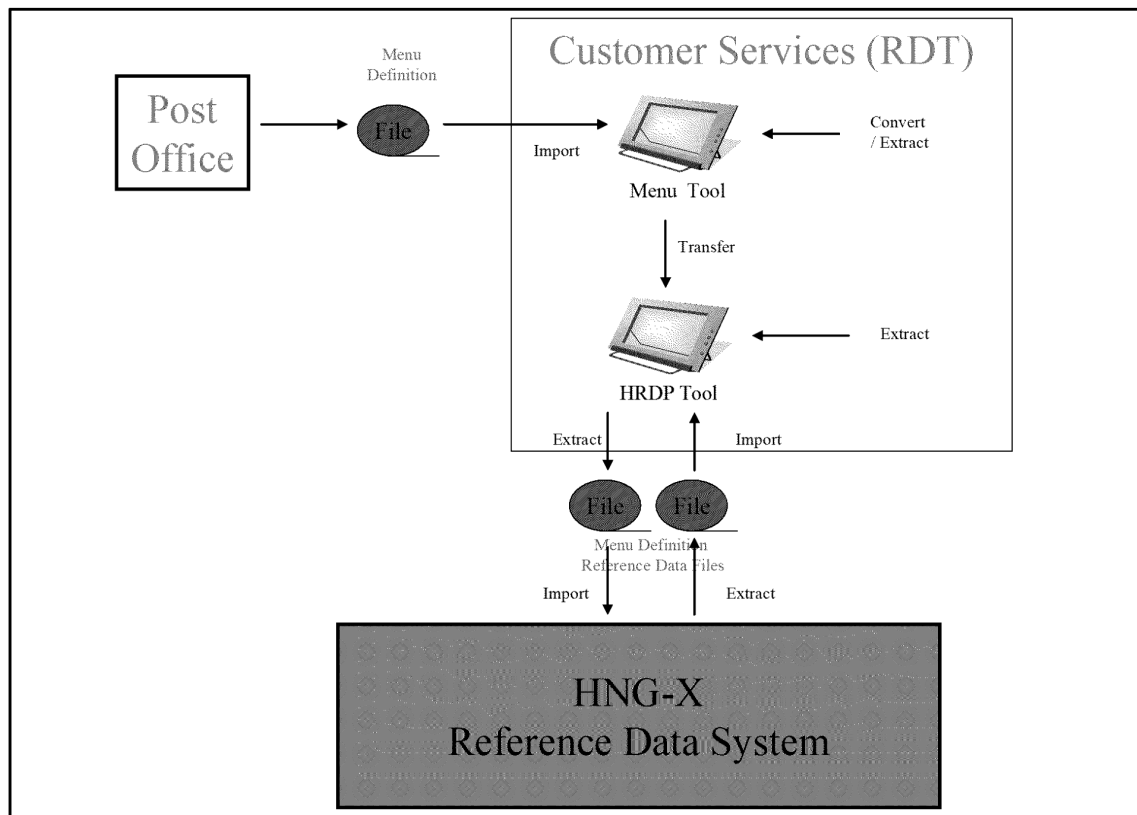 Customer Services (RDT)
Menu
Definition
Post
Office
File
Import
Convert
/ Extract
Menu Tool
Transfer
Extract
HRDP Tool
Extract
Import
File
File
Menu Definition
Reference Data Files
Import
Extract
HNG-X
Reference Data System